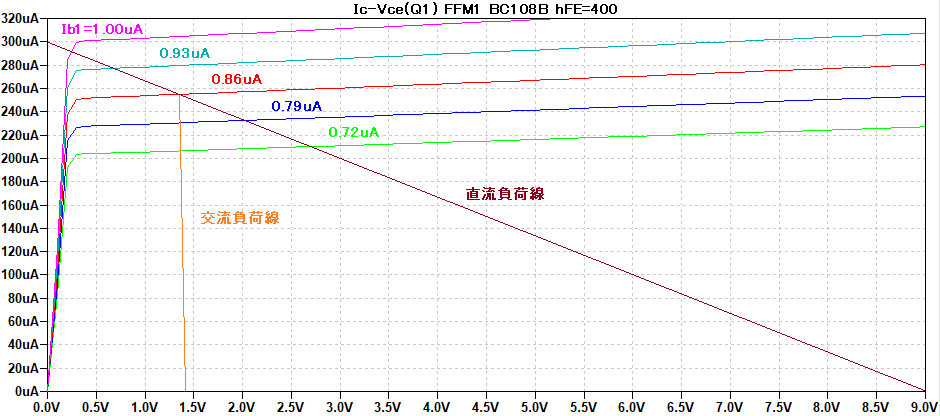 Ic-Vce(Q1) FFM1 BC108B hFE=400
320uA
300uA
280uA
260uA
240uA
220uA
200uA
180uA
160uA
140uA
120uA
100uA
80uA
60uA
40uA
20uA
0uA
Ib1=1.00uA
0.93uA
0.86uA
0.79uA
0.72uA
直流負荷線
交流負荷線
0.0V 0.5V 1.0V 1.5V 2.0V 2.5V 3.0V 3.5V 4.0V 4.5V 5.0V 5.5V 6.0V 6.5V 7.0V 7.5V 8.0V 8.5V 9.0V